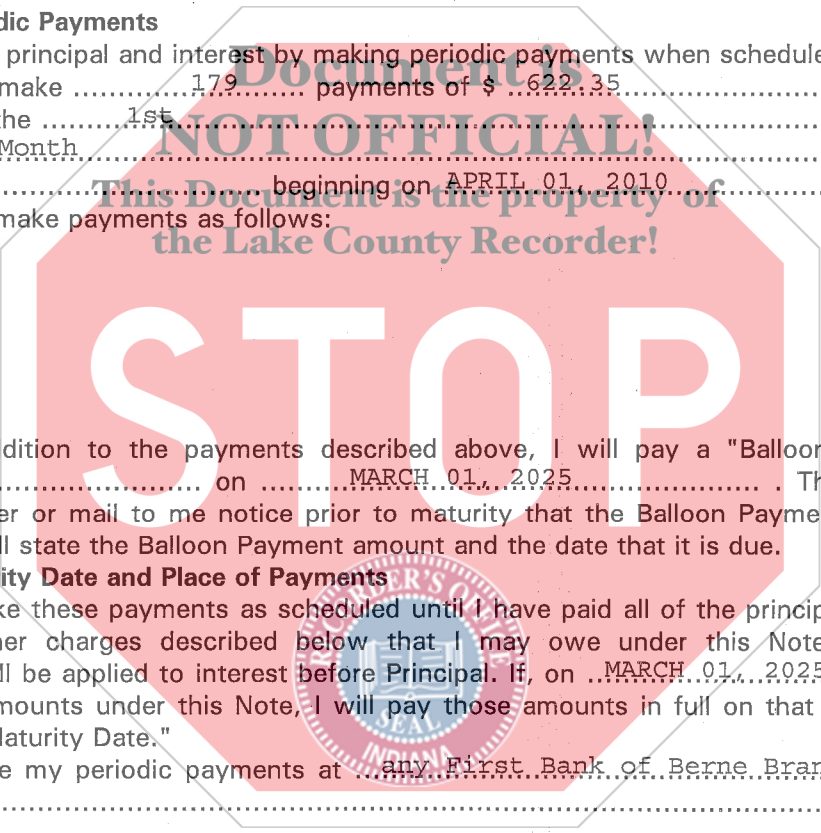 dic Payments
principal and interest by making periodic payments when schedule
make ........... 179 ........ payments of $ ..622.35
the ........... 1st
Month
beginning on APRIL 01, 2010
make payments as follows:
Document is
NOT OFFICIAL!
This Document is the property of
the Lake County Recorder!
STOP
dition to the payments described above, I will pay a "Balloon
on ........... MARCH 01, 2025 . Th
er or mail to me notice prior to maturity that the Balloon Payme
ll state the Balloon Payment amount and the date that it is due.
ity Date and Place of Payments
ke these payments as scheduled until I have paid all of the princip
her charges described below that I may owe under this Note
ll be applied to interest before Principal. If, on ..MARCH 01, 2025
mounts under this Note, I will pay those amounts in full on that
Maturity Date."
e my periodic payments at ...any First Bank of Berne Bran
RECORDER'S OFFICE
SEAL
INDIANA